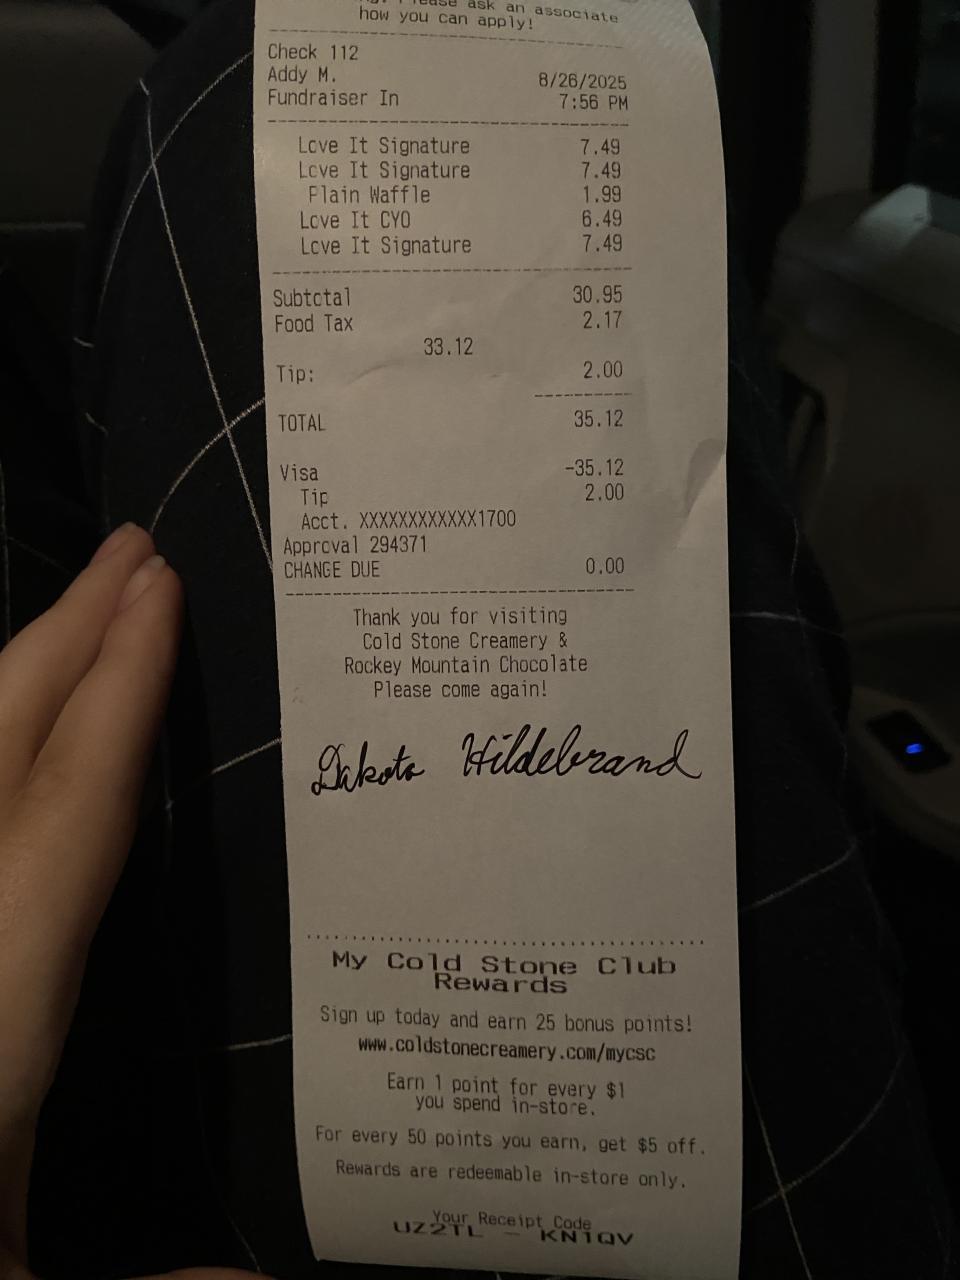 Please ask an associate
how you can apply!
Check 112
Addy M. 8/26/2025
Fundraiser In 7:56 PM
Love It Signature 7.49
Love It Signature 7.49
Plain Waffle 1.99
Love It CYO 6.49
Love It Signature 7.49
Subtotal 30.95
Food Tax 2.17
33.12
Tip: 2.00
TOTAL 35.12
Visa -35.12
Tip 2.00
Acct. XXXXXXXXXXXX1700
Approval 294371
CHANGE DUE 0.00
Thank you for visiting
Cold Stone Creamery &
Rockey Mountain Chocolate
Please come again!
Dakota Hildebrand
My Cold Stone Club
Rewards
Sign up today and earn 25 bonus points!
www.coldstonecreamery.com/mycsc
Earn 1 point for every $1
you spend in-store.
For every 50 points you earn, get $5 off.
Rewards are redeemable in-store only.
Your Receipt Code
UZ2TL - KN1QV